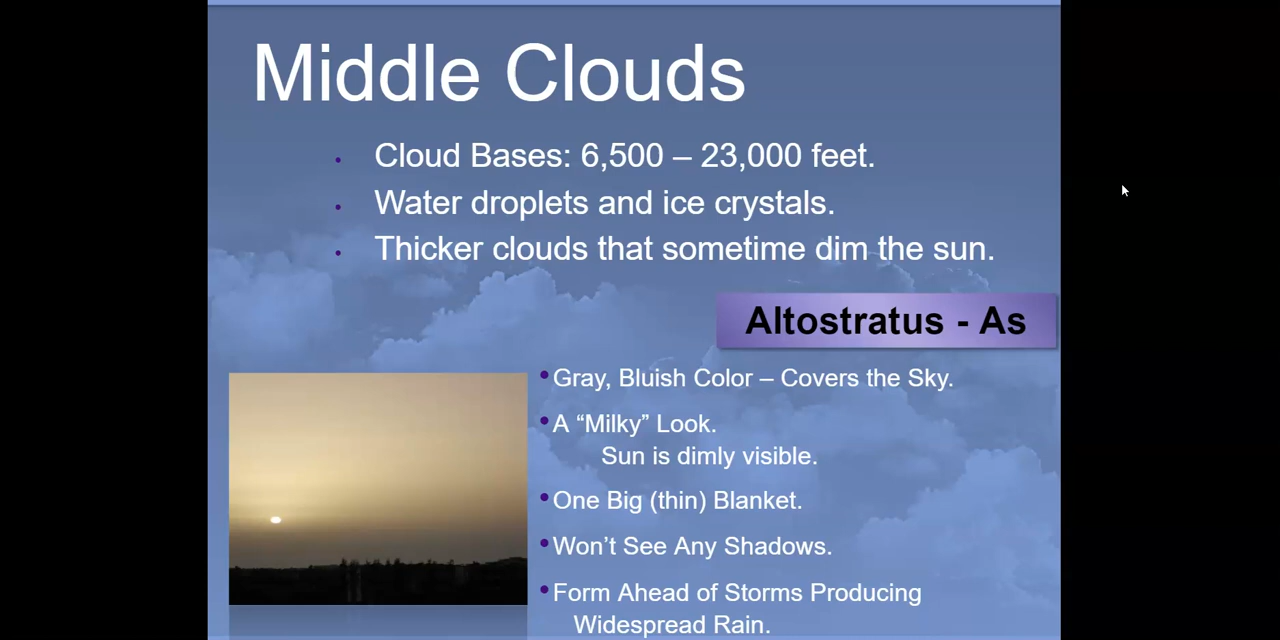 Middle Clouds
• Cloud Bases: 6,500 – 23,000 feet.
• Water droplets and ice crystals.
• Thicker clouds that sometime dim the sun.
Altostratus - As
• Gray, Bluish Color – Covers the Sky.
• A “Milky” Look.
Sun is dimly visible.
• One Big (thin) Blanket.
• Won’t See Any Shadows.
• Form Ahead of Storms Producing
Widespread Rain.